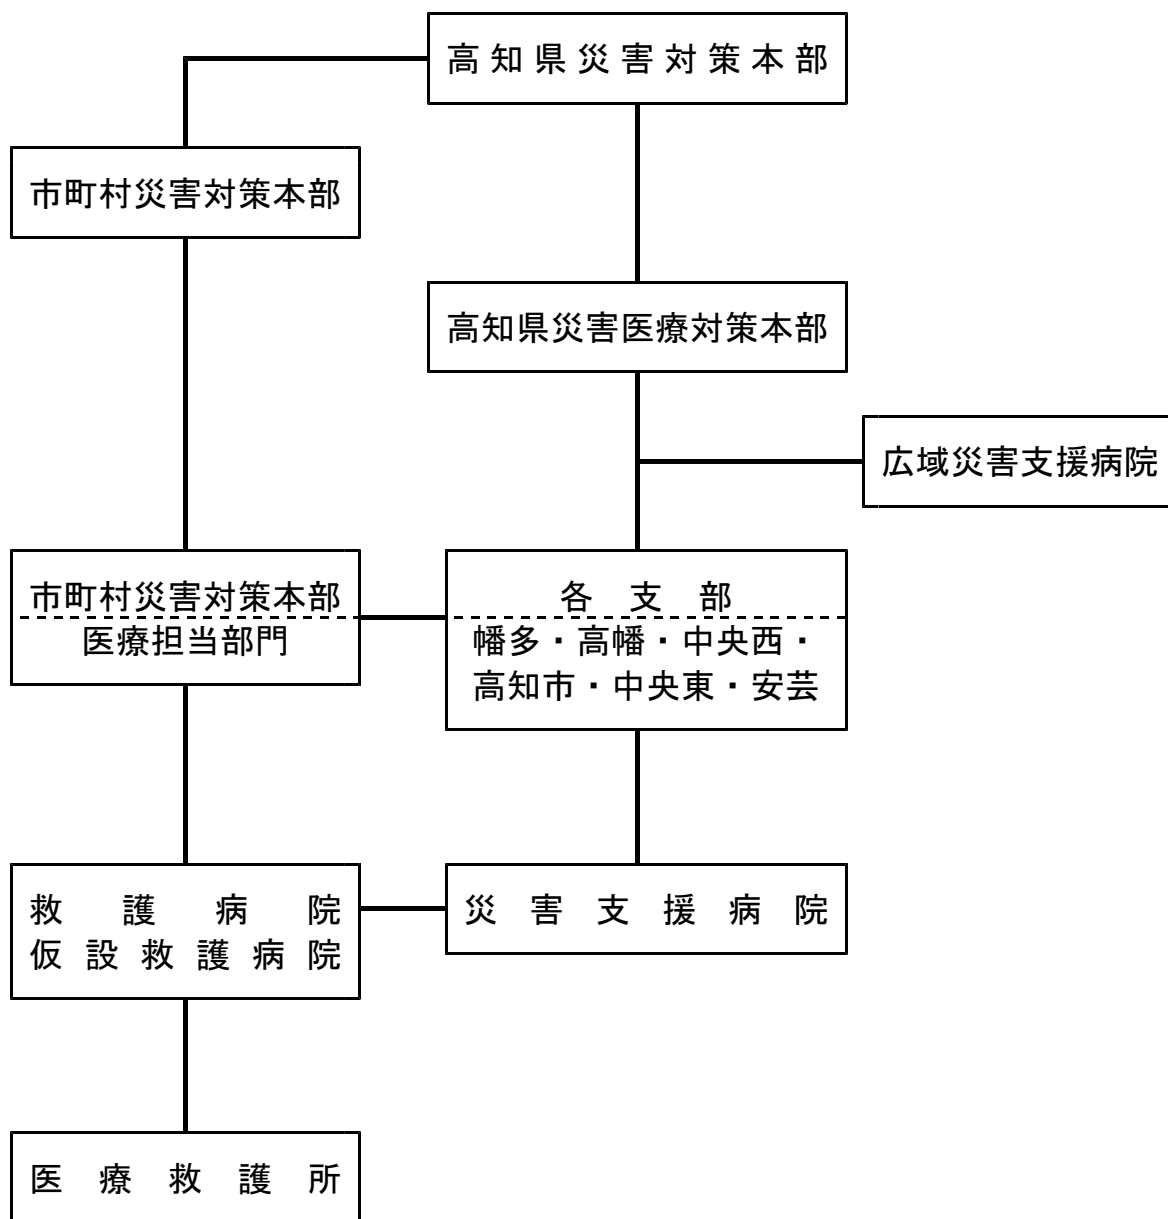 高知県災害対策本部
市町村災害対策本部
高知県災害医療対策本部
広域災害支援病院
市町村災害対策本部
医療担当部門
各支部
幡多・高幡・中央西・
高知市・中央東・安芸
救護病院
仮設救護病院
災害支援病院
医療救護所